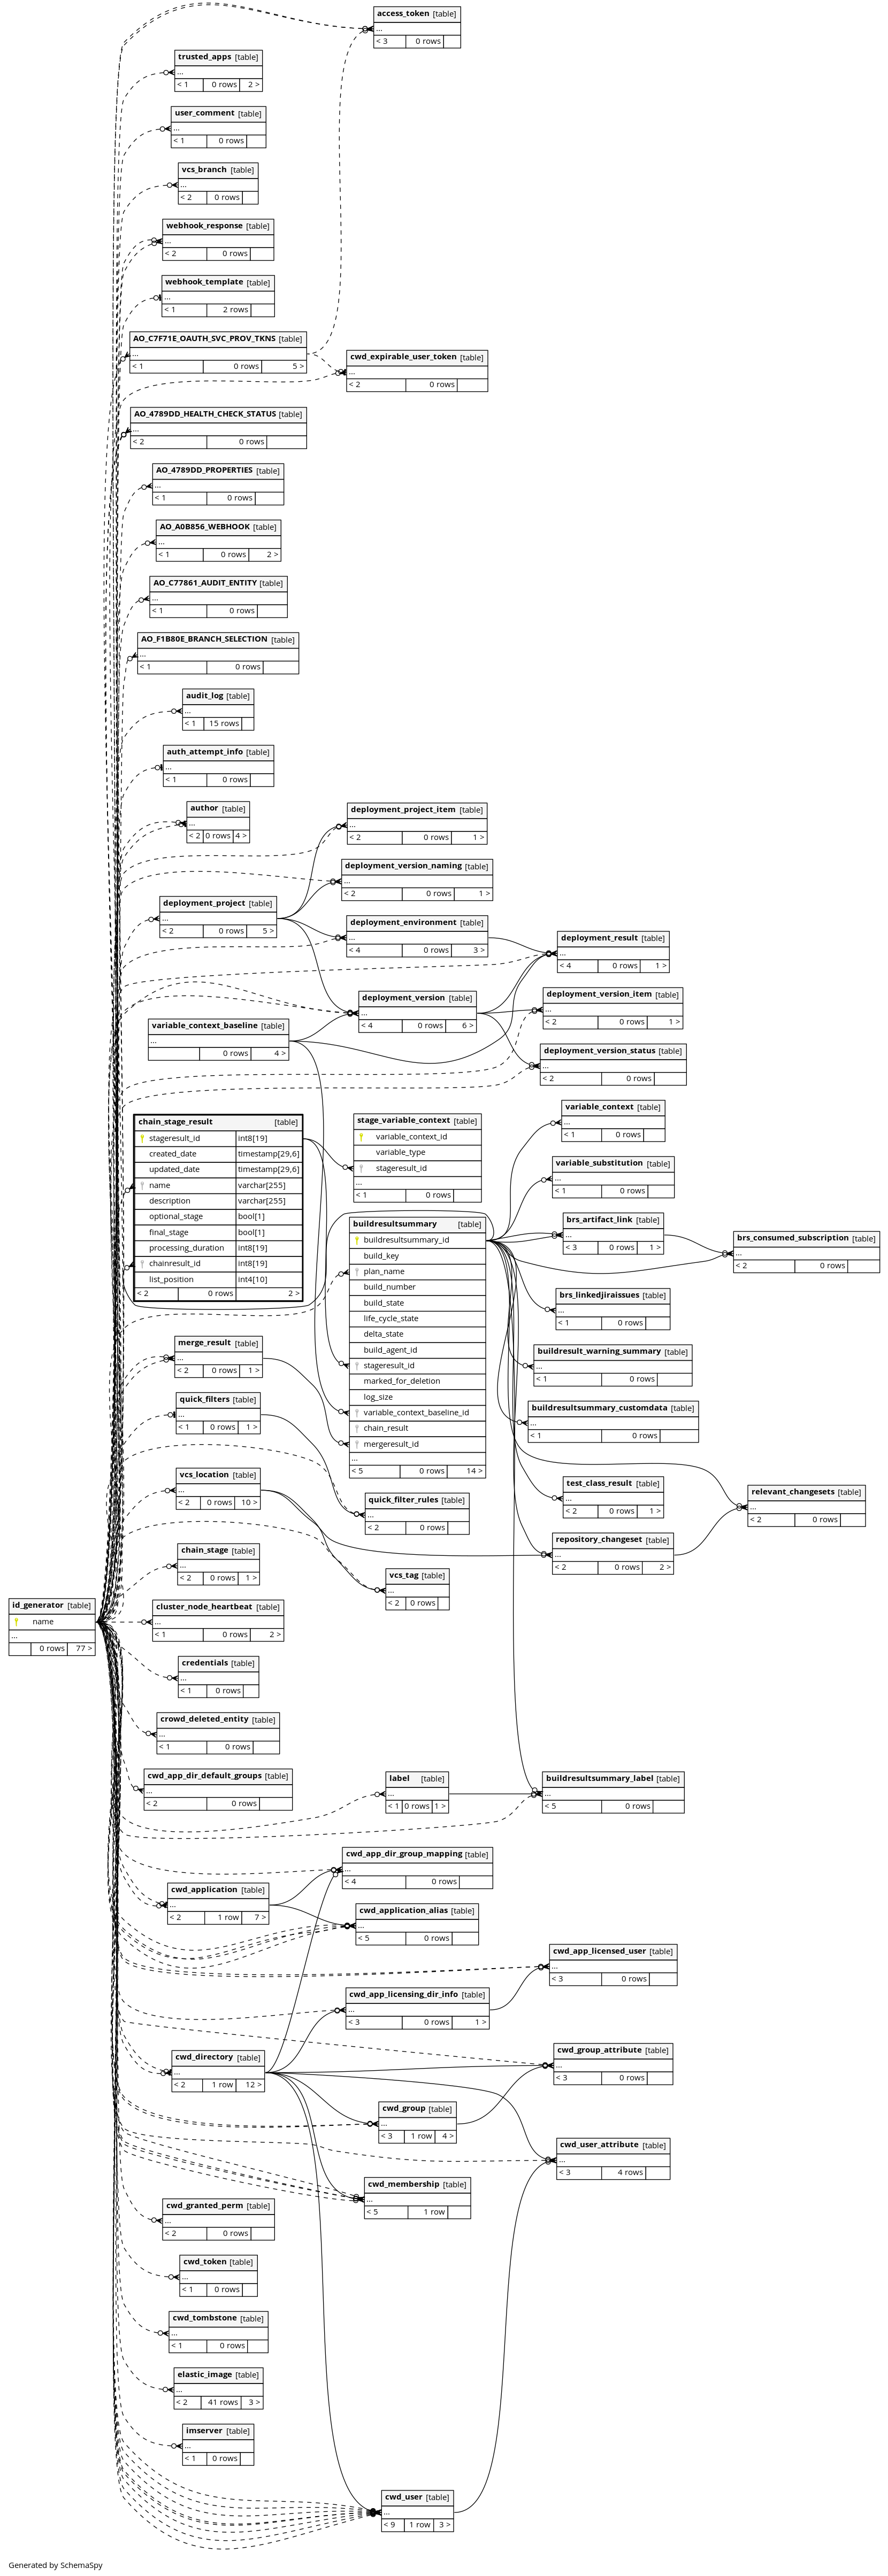 access_token [table]
...
< 3 0 rows
trusted_apps [table]
...
< 1 0 rows 2 >
user_comment [table]
...
< 1 0 rows
vcs_branch [table]
...
< 2 0 rows
webhook_response [table]
...
< 2 0 rows
webhook_template [table]
...
< 1 2 rows
AO_C7F71E_OAUTH_SVC_PROV_TKNS [table]
...
< 1 0 rows 5 >
cwd_expirable_user_token [table]
...
< 2 0 rows
AO_4789DD_HEALTH_CHECK_STATUS [table]
...
< 2 0 rows
AO_4789DD_PROPERTIES [table]
...
< 1 0 rows
AO_A0B856_WEBHOOK [table]
...
< 1 0 rows 2 >
AO_C77861_AUDIT_ENTITY [table]
...
< 1 0 rows
AO_F1B80E_BRANCH_SELECTION [table]
...
< 1 0 rows
audit_log [table]
...
< 1 15 rows
auth_attempt_info [table]
...
< 1 0 rows
author [table]
...
< 2 0 rows 4 >
deployment_project_item [table]
...
< 2 0 rows 1 >
deployment_version_naming [table]
...
< 2 0 rows 1 >
deployment_project [table]
...
< 2 0 rows 5 >
deployment_environment [table]
...
< 4 0 rows 3 >
deployment_result [table]
...
< 4 0 rows 1 >
deployment_version [table]
...
< 4 0 rows 6 >
deployment_version_item [table]
...
< 2 0 rows 1 >
variable_context_baseline [table]
...
0 rows 4 >
deployment_version_status [table]
...
< 2 0 rows
chain_stage_result [table]
stageresult_id int8[19]
created_date timestamp[29,6]
updated_date timestamp[29,6]
name varchar[255]
description varchar[255]
optional_stage bool[1]
final_stage bool[1]
processing_duration int8[19]
chainresult_id int8[19]
list_position int4[10]
< 2 0 rows 2 >
stage_variable_context [table]
variable_context_id
variable_type
stageresult_id
...
< 1 0 rows
variable_context [table]
...
< 1 0 rows
variable_substitution [table]
...
< 1 0 rows
buildresultsummary [table]
buildresultsummary_id
build_key
plan_name
build_number
build_state
life_cycle_state
delta_state
build_agent_id
stageresult_id
marked_for_deletion
log_size
variable_context_baseline_id
chain_result
mergeresult_id
...
< 5 0 rows 14 >
brs_artifact_link [table]
...
< 3 0 rows 1 >
brs_consumed_subscription [table]
...
< 2 0 rows
brs_linkedjiraissues [table]
...
< 1 0 rows
buildresult_warning_summary [table]
...
< 1 0 rows
buildresultsummary_customdata [table]
...
< 1 0 rows
merge_result [table]
...
< 2 0 rows 1 >
quick_filters [table]
...
< 1 0 rows 1 >
vcs_location [table]
...
< 2 0 rows 10 >
quick_filter_rules [table]
...
< 2 0 rows
test_class_result [table]
...
< 2 0 rows 1 >
relevant_changesets [table]
...
< 2 0 rows
repository_changeset [table]
...
< 2 0 rows 2 >
chain_stage [table]
...
< 2 0 rows 1 >
vcs_tag [table]
...
< 2 0 rows
id_generator [table]
name
...
0 rows 77 >
cluster_node_heartbeat [table]
...
< 1 0 rows 2 >
credentials [table]
...
< 1 0 rows
crowd_deleted_entity [table]
...
< 1 0 rows
cwd_app_dir_default_groups [table]
...
< 2 0 rows
label [table]
...
< 1 0 rows 1 >
buildresultsummary_label [table]
...
< 5 0 rows
cwd_app_dir_group_mapping [table]
...
< 4 0 rows
cwd_application [table]
...
< 2 1 row 7 >
cwd_application_alias [table]
...
< 5 0 rows
cwd_app_licensed_user [table]
...
< 3 0 rows
cwd_app_licensing_dir_info [table]
...
< 3 0 rows 1 >
cwd_directory [table]
...
< 2 1 row 12 >
cwd_group_attribute [table]
...
< 3 0 rows
cwd_group [table]
...
< 3 1 row 4 >
cwd_user_attribute [table]
...
< 3 4 rows
cwd_membership [table]
...
< 5 1 row
cwd_granted_perm [table]
...
< 2 0 rows
cwd_token [table]
...
< 1 0 rows
cwd_tombstone [table]
...
< 1 0 rows
elastic_image [table]
...
< 2 41 rows 3 >
imserver [table]
...
< 1 0 rows
cwd_user [table]
...
< 9 1 row 3 >
Generated by SchemaSpy